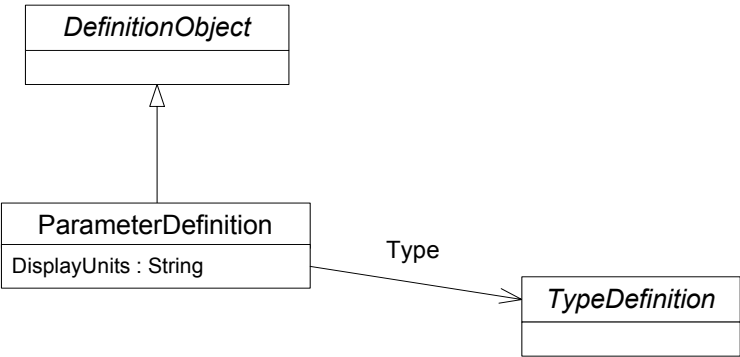 DefinitionObject
ParameterDefinition
DisplayUnits : String
Type
TypeDefinition